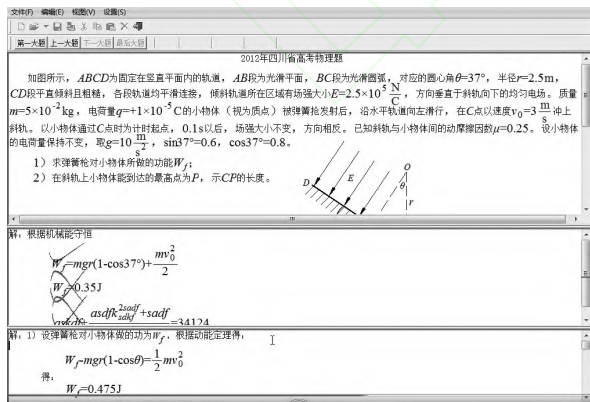 文件(F) 编辑(E) 视图(V) 设置(S)
第一大题 上一大题 下一大题 最后大题
2012年四川省高考物理题
如图所示，ABCD为固定在竖直平面内的轨道，AB段为光滑平面，BC段为光滑圆弧，对应的圆心角θ=37°，半径r=2.5m，
CD段平直倾斜且粗糙，各段轨道均平滑连接，倾斜轨道所在区域有场强大小E=2.5×10⁵ N/C，方向垂直于斜轨向下的均匀电场。质量
m=5×10⁻²kg，电荷量q=+1×10⁻⁵C的小物体（视为质点）被弹簧枪发射后，沿水平轨道向左滑行，在C点以速度v₀=3 m/s 冲上
斜轨。以小物体通过C点时为计时起点，0.1s以后，场强大小不变，方向相反。已知斜轨与小物体间的动摩擦因数μ=0.25。设小物体
的电荷量保持不变，取g=10 m/s²，sin37°=0.6，cos37°=0.8。
1）求弹簧枪对小物体所做的功能W_f；
2）在斜轨上小物体能到达的最高点为P，示CP的长度。
D
E
O
θ
r
解：根据机械能守恒
W_f=mgr(1-cos37°)+mv₀²/2
W_f=0.35J
=34124
解：1）设弹簧枪对小物体做的功为W_f，根据动能定理得：
W_f-mgr(1-cosθ)=1/2 mv₀²
得：
W_f=0.475J